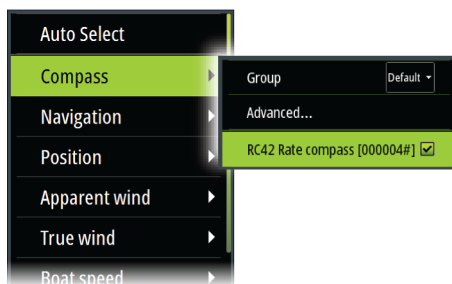 Auto Select
Compass
Navigation
Position
Apparent wind
True wind
Boat speed
Group Default
Advanced...
RC42 Rate compass [000004#]